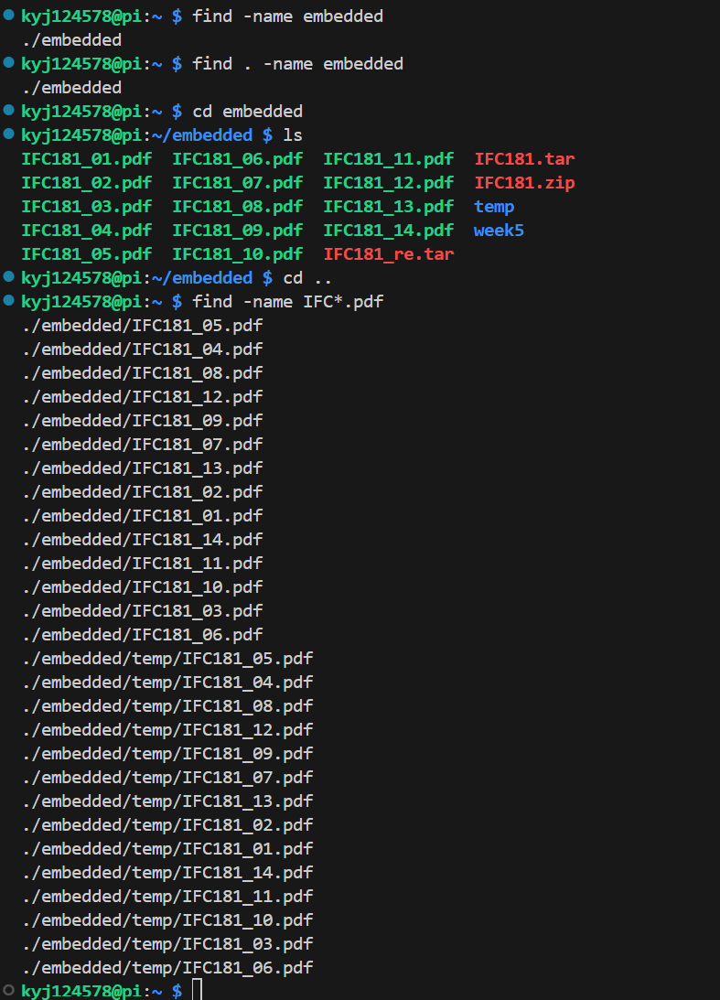 kyj124578@pi:~ $ find -name embedded
./embedded
kyj124578@pi:~ $ find . -name embedded
./embedded
kyj124578@pi:~ $ cd embedded
kyj124578@pi:~/embedded $ ls
IFC181_01.pdf  IFC181_06.pdf  IFC181_11.pdf  IFC181.tar
IFC181_02.pdf  IFC181_07.pdf  IFC181_12.pdf  IFC181.zip
IFC181_03.pdf  IFC181_08.pdf  IFC181_13.pdf  temp
IFC181_04.pdf  IFC181_09.pdf  IFC181_14.pdf  week5
IFC181_05.pdf  IFC181_10.pdf  IFC181_re.tar
kyj124578@pi:~/embedded $ cd ..
kyj124578@pi:~ $ find -name IFC*.pdf
./embedded/IFC181_05.pdf
./embedded/IFC181_04.pdf
./embedded/IFC181_08.pdf
./embedded/IFC181_12.pdf
./embedded/IFC181_09.pdf
./embedded/IFC181_07.pdf
./embedded/IFC181_13.pdf
./embedded/IFC181_02.pdf
./embedded/IFC181_01.pdf
./embedded/IFC181_14.pdf
./embedded/IFC181_11.pdf
./embedded/IFC181_10.pdf
./embedded/IFC181_03.pdf
./embedded/IFC181_06.pdf
./embedded/temp/IFC181_05.pdf
./embedded/temp/IFC181_04.pdf
./embedded/temp/IFC181_08.pdf
./embedded/temp/IFC181_12.pdf
./embedded/temp/IFC181_09.pdf
./embedded/temp/IFC181_07.pdf
./embedded/temp/IFC181_13.pdf
./embedded/temp/IFC181_02.pdf
./embedded/temp/IFC181_01.pdf
./embedded/temp/IFC181_14.pdf
./embedded/temp/IFC181_11.pdf
./embedded/temp/IFC181_10.pdf
./embedded/temp/IFC181_03.pdf
./embedded/temp/IFC181_06.pdf
kyj124578@pi:~ $